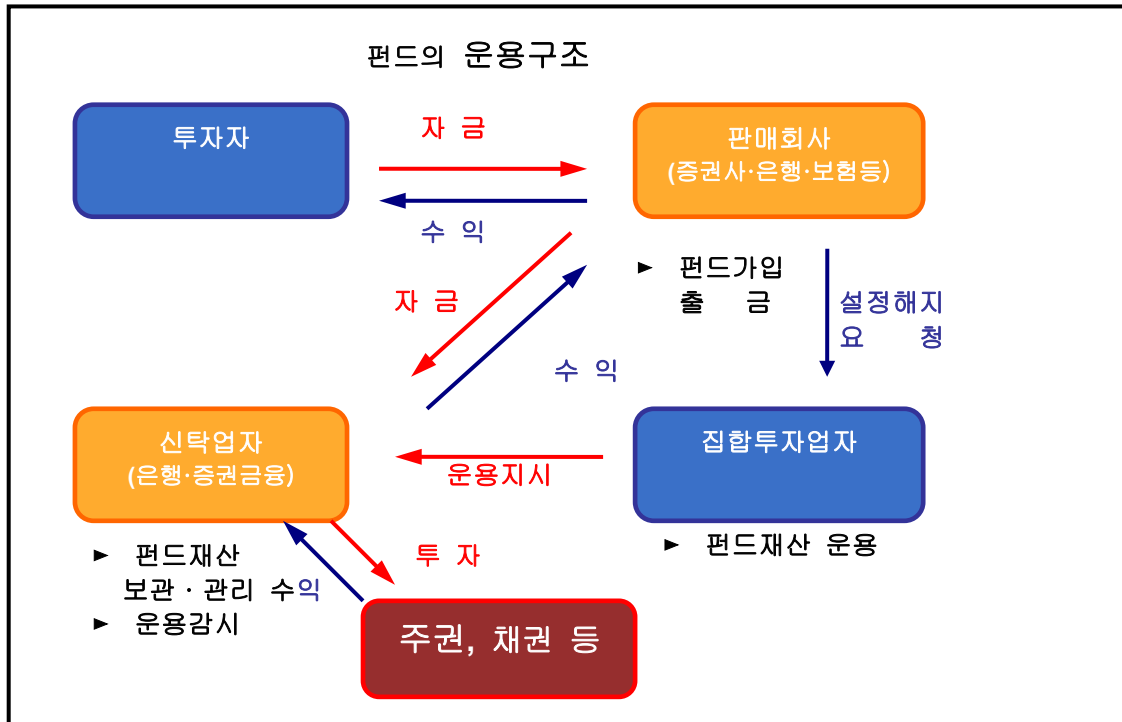 펀드의 운용구조
투자자
자 금
판매회사
(증권사·은행·보험등)
수 익
► 펀드가입
출 금
자 금
설정해지
요 청
수 익
신탁업자
(은행·증권금융)
집합투자업자
운용지시
► 펀드재산
보관 · 관리 수익
► 운용감시
투 자
► 펀드재산 운용
주권, 채권 등